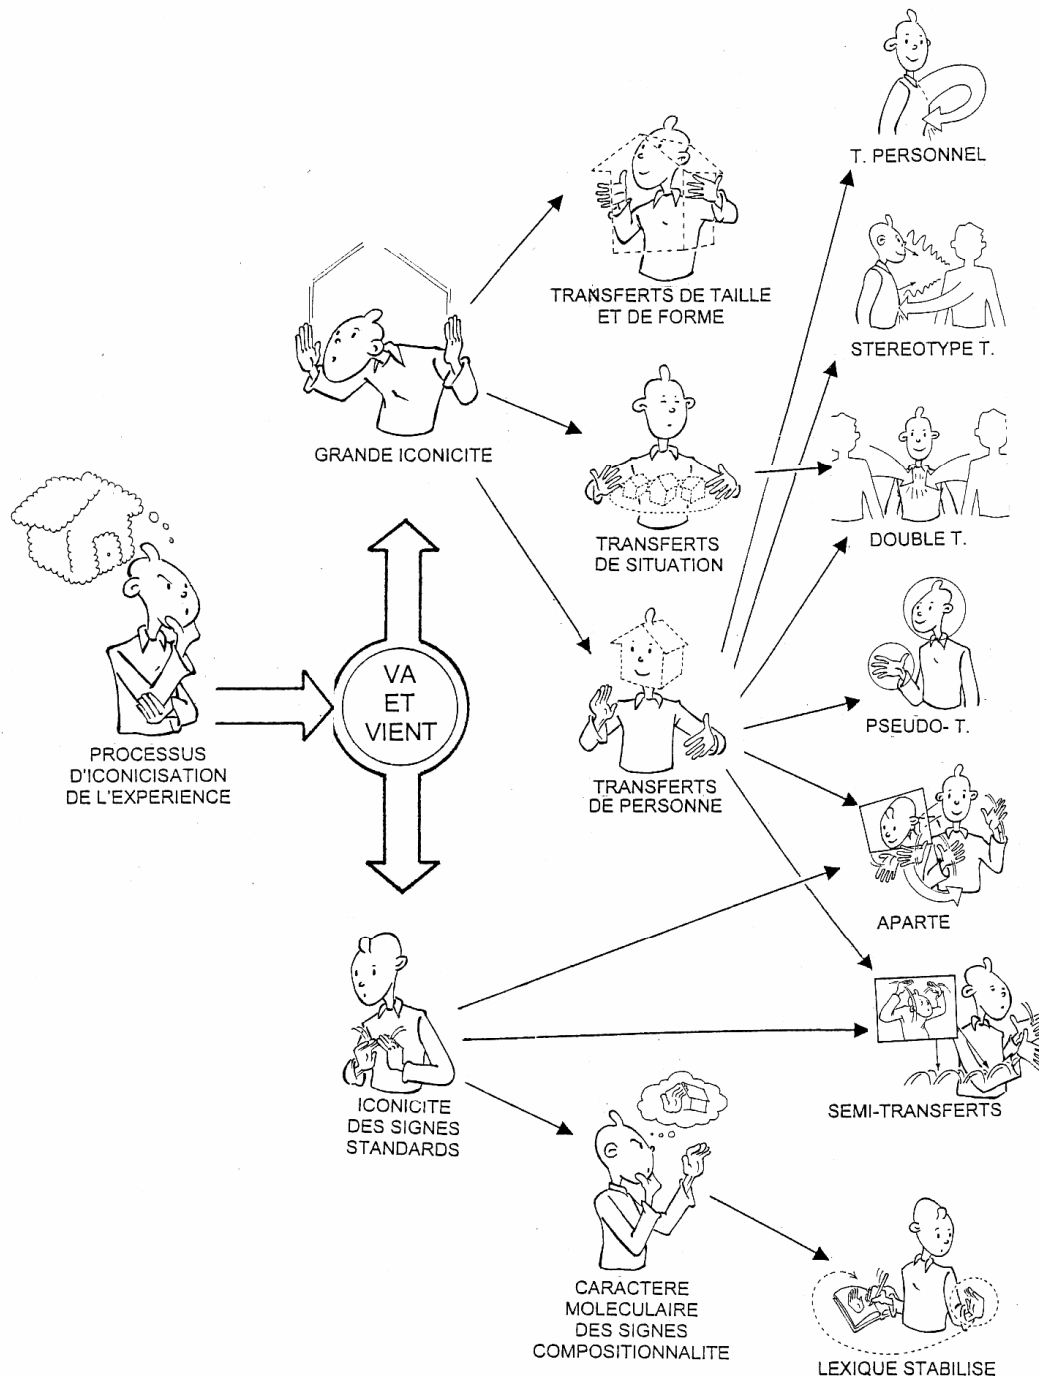 T. PERSONNEL
TRANSFERTS DE TAILLE
ET DE FORME
STEREOTYPE T.
GRANDE ICONICITE
TRANSFERTS
DE SITUATION
DOUBLE T.
VA
ET
VIENT
PSEUDO- T.
PROCESSUS
D'ICONICISATION
DE L'EXPERIENCE
TRANSFERTS
DE PERSONNE
APARTE
ICONICITE
DES SIGNES
STANDARDS
SEMI-TRANSFERTS
CARACTERE
MOLECULAIRE
DES SIGNES
COMPOSITIONNALITE
LEXIQUE STABILISE